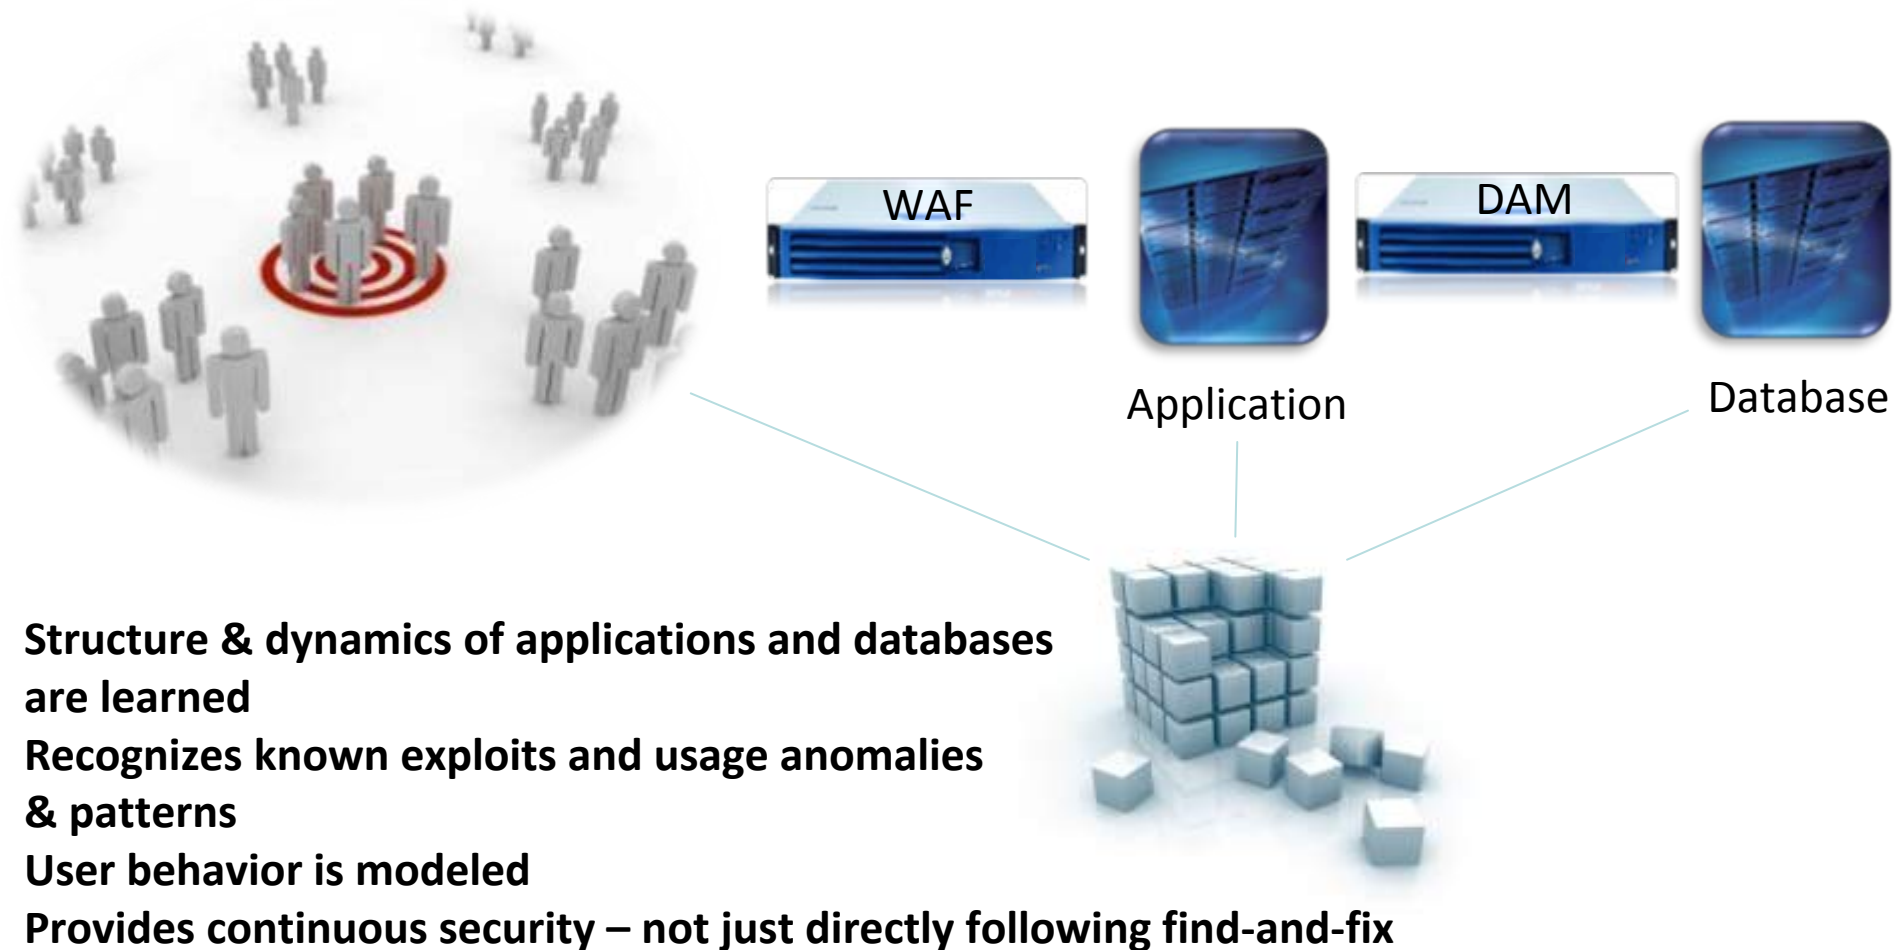 WAF
DAM
Application
Database
Structure & dynamics of applications and databases
are learned
Recognizes known exploits and usage anomalies
& patterns
User behavior is modeled
Provides continuous security – not just directly following find-and-fix